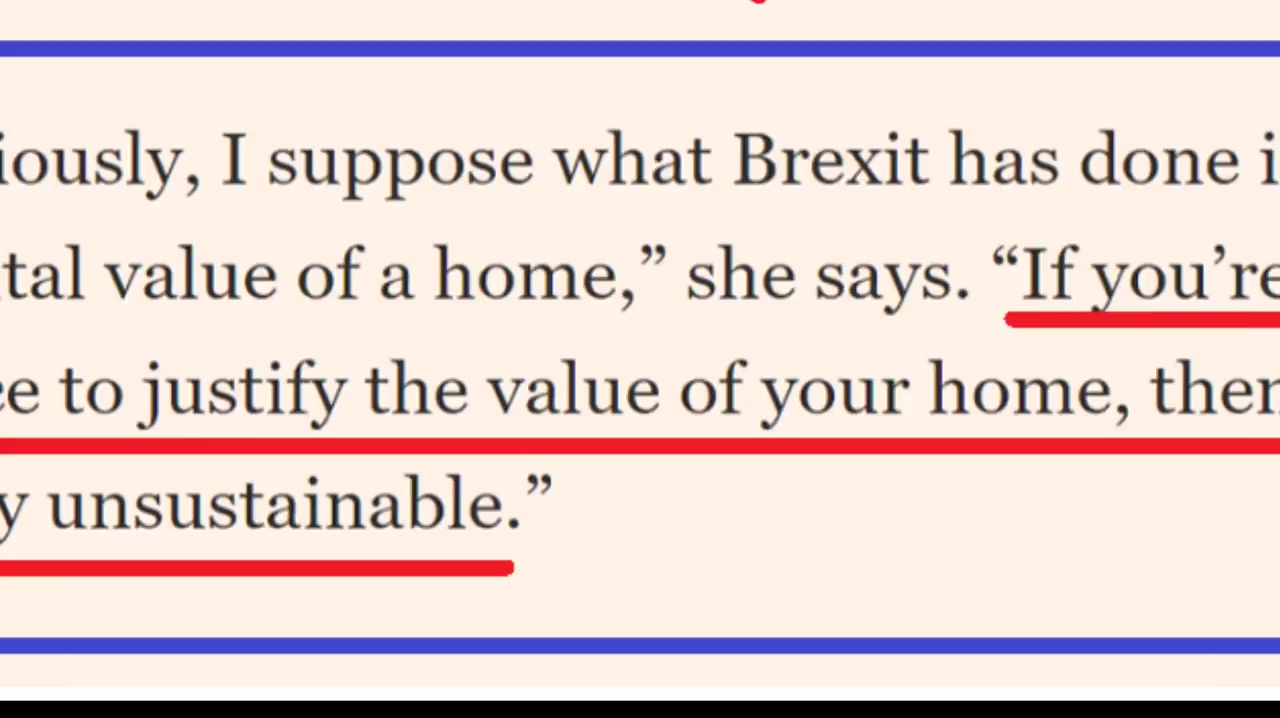 iously, I suppose what Brexit has done i
tal value of a home,” she says. “If you’re
e to justify the value of your home, then
y unsustainable.”